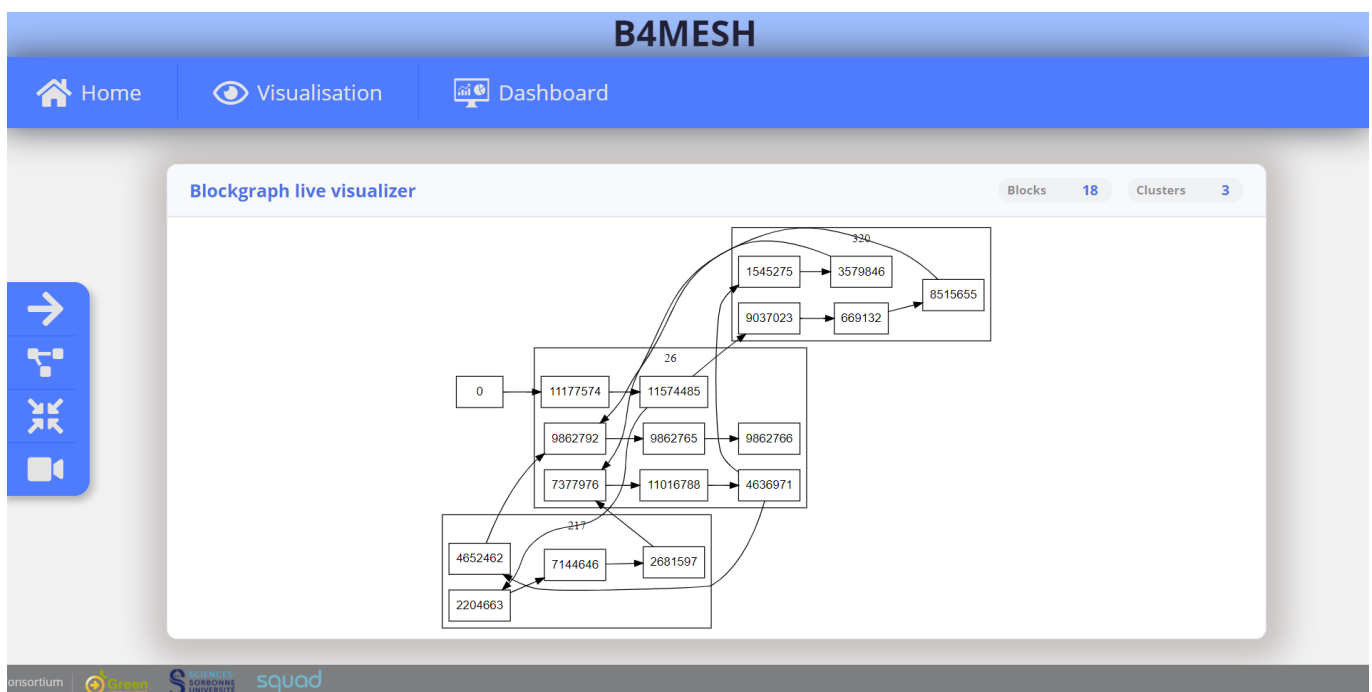 B4MESH
Home
Visualisation
Dashboard
Blockgraph live visualizer
Blocks 18
Clusters 3
320
1545275
3579846
8515655
9037023
669132
26
0
11177574
11574485
9862792
9862765
9862766
7377976
11016788
4636971
217
4652462
7144646
2681597
2204663
onsortium
Green
SCIENCES
SORBONNE
UNIVERSITÉ
squad